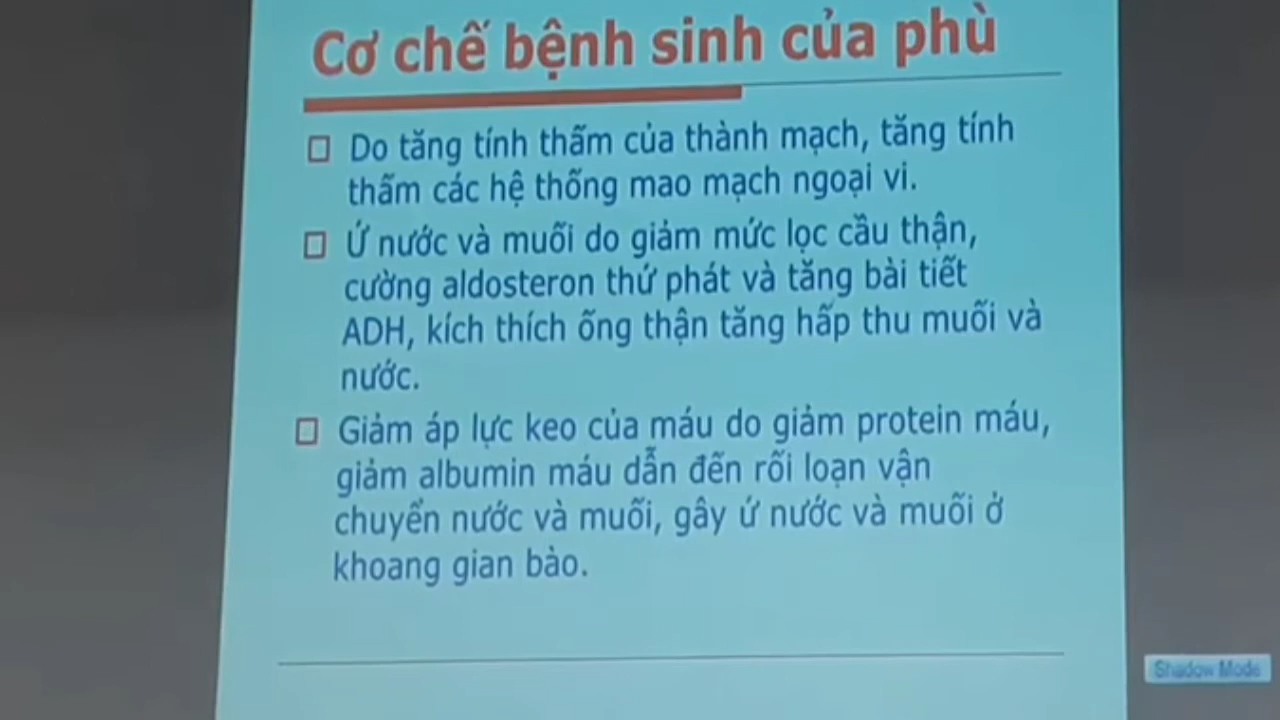 Cơ chế bệnh sinh của phù
Do tăng tính thấm của thành mạch, tăng tính
thấm các hệ thống mao mạch ngoại vi.
Ứ nước và muối do giảm mức lọc cầu thận,
cường aldosteron thứ phát và tăng bài tiết
ADH, kích thích ống thận tăng hấp thu muối và
nước.
Giảm áp lực keo của máu do giảm protein máu,
giảm albumin máu dẫn đến rối loạn vận
chuyển nước và muối, gây ứ nước và muối ở
khoang gian bào.
Shadow Mode